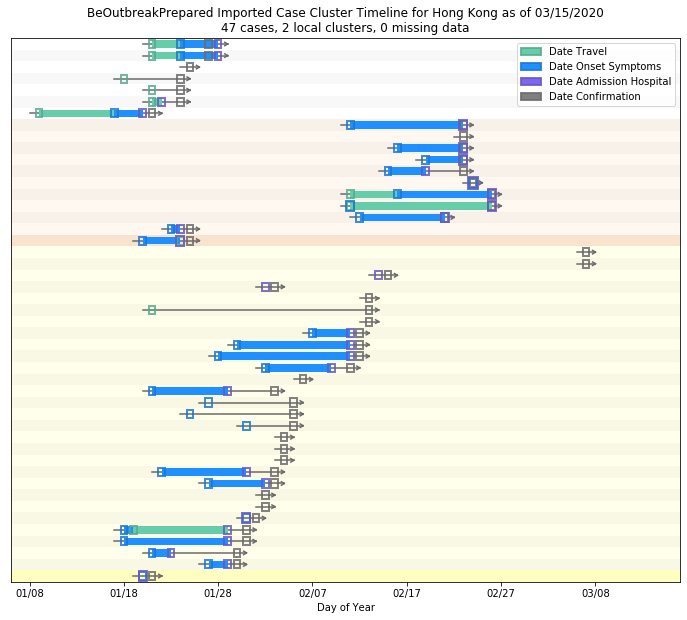 BeOutbreakPrepared Imported Case Cluster Timeline for Hong Kong as of 03/15/2020
47 cases, 2 local clusters, 0 missing data
Date Travel
Date Onset Symptoms
Date Admission Hospital
Date Confirmation
01/08 01/18 01/28 02/07 02/17 02/27 03/08
Day of Year